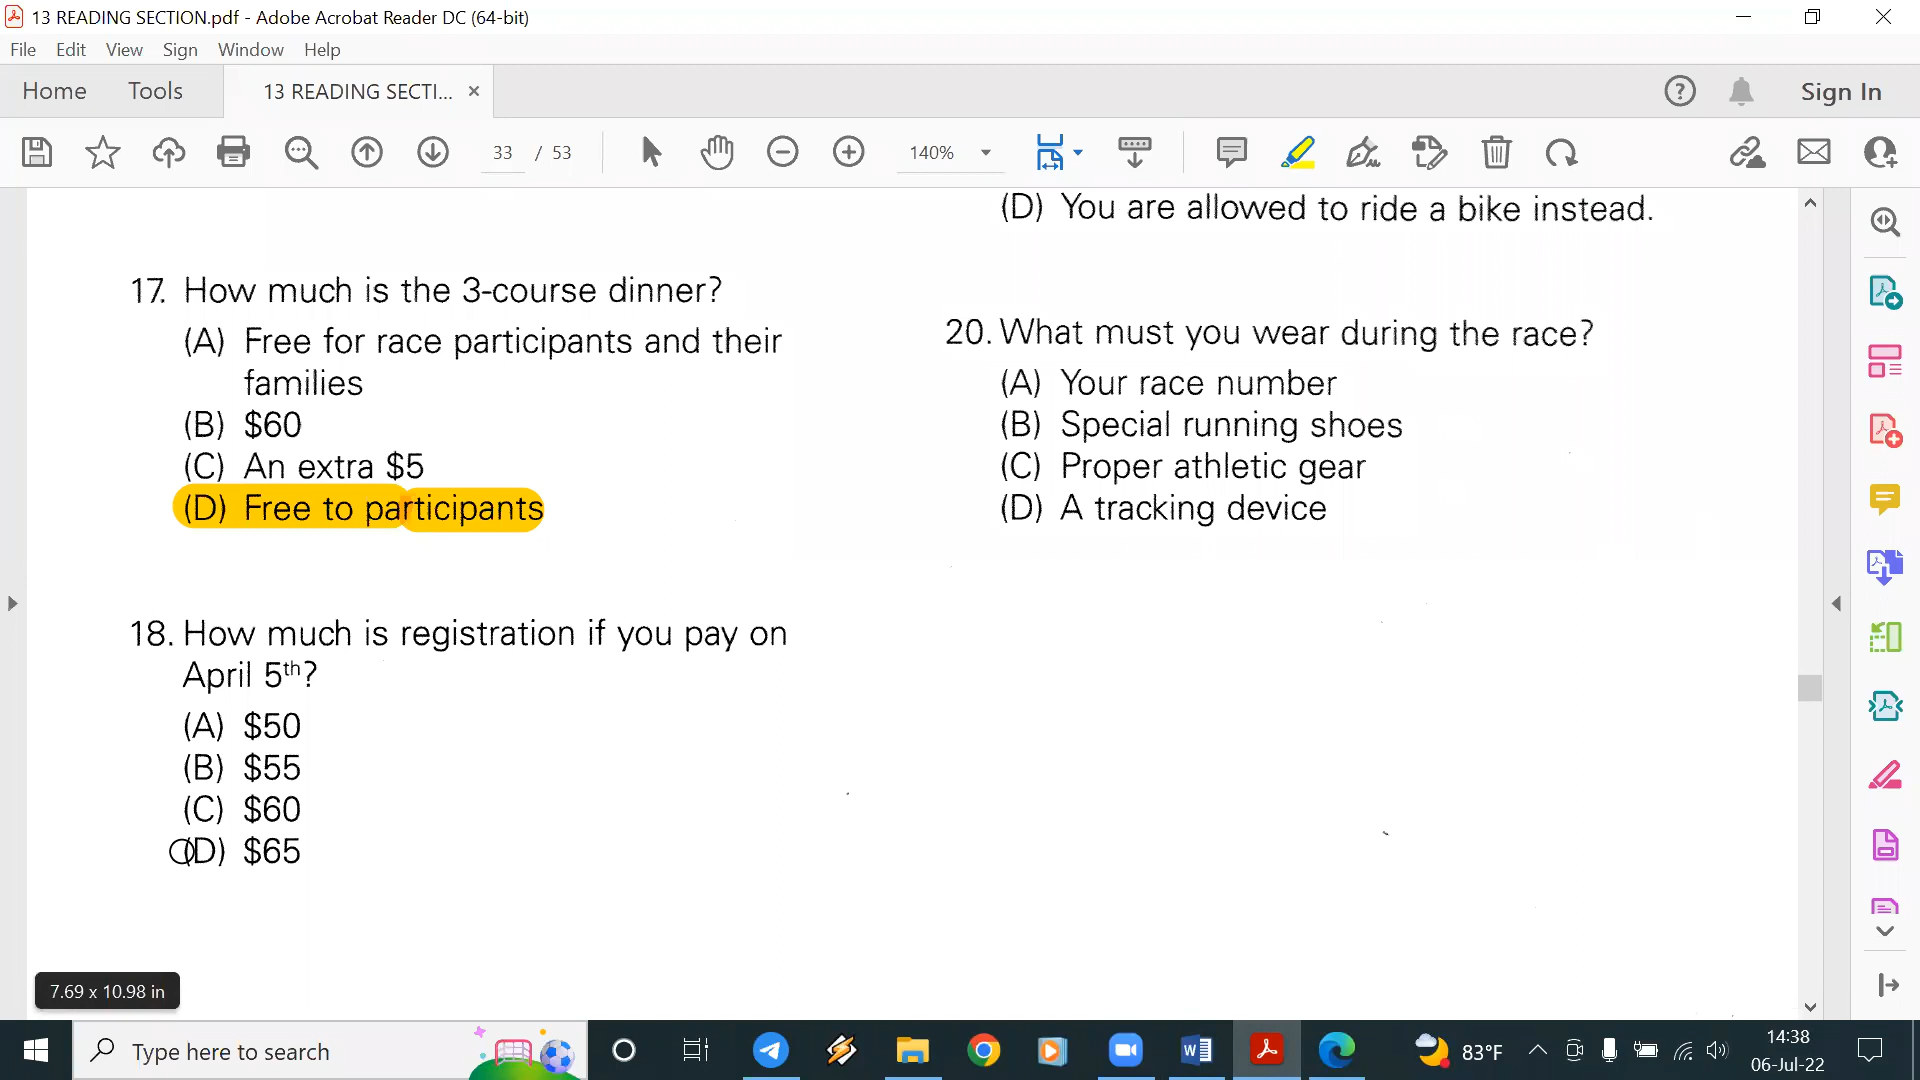 13 READING SECTION.pdf - Adobe Acrobat Reader DC (64-bit)
File Edit View Sign Window Help
Home Tools 13 READING SECTI... × Sign In
33 / 53 140%
(D) You are allowed to ride a bike instead.
17. How much is the 3-course dinner?
(A) Free for race participants and their
families
(B) $60
(C) An extra $5
(D) Free to participants
18. How much is registration if you pay on
April 5th?
(A) $50
(B) $55
(C) $60
(D) $65
20. What must you wear during the race?
(A) Your race number
(B) Special running shoes
(C) Proper athletic gear
(D) A tracking device
7.69 x 10.98 in
Type here to search
83°F
14:38
06-Jul-22